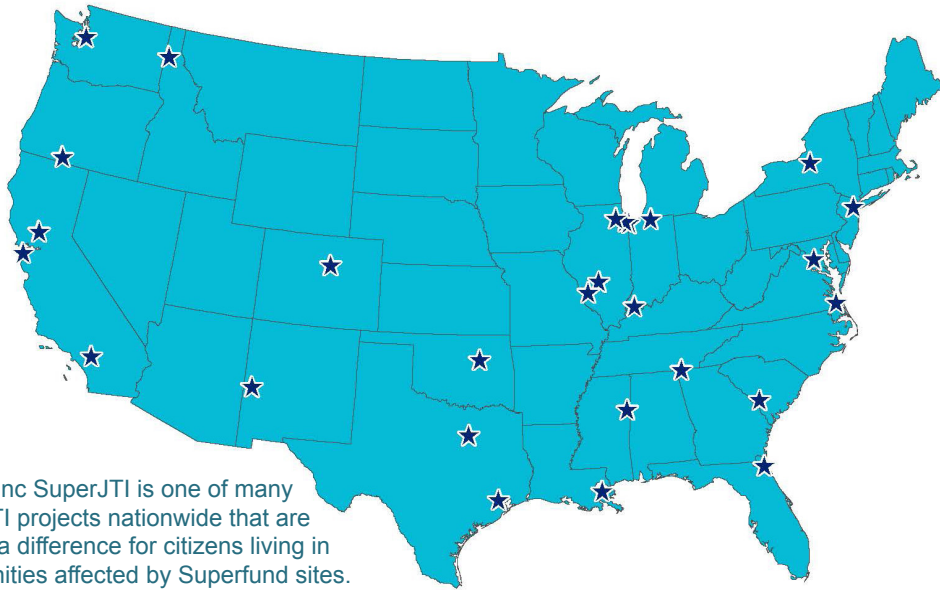 nc SuperJTI is one of many
TI projects nationwide that are
a difference for citizens living in
nities affected by Superfund sites.